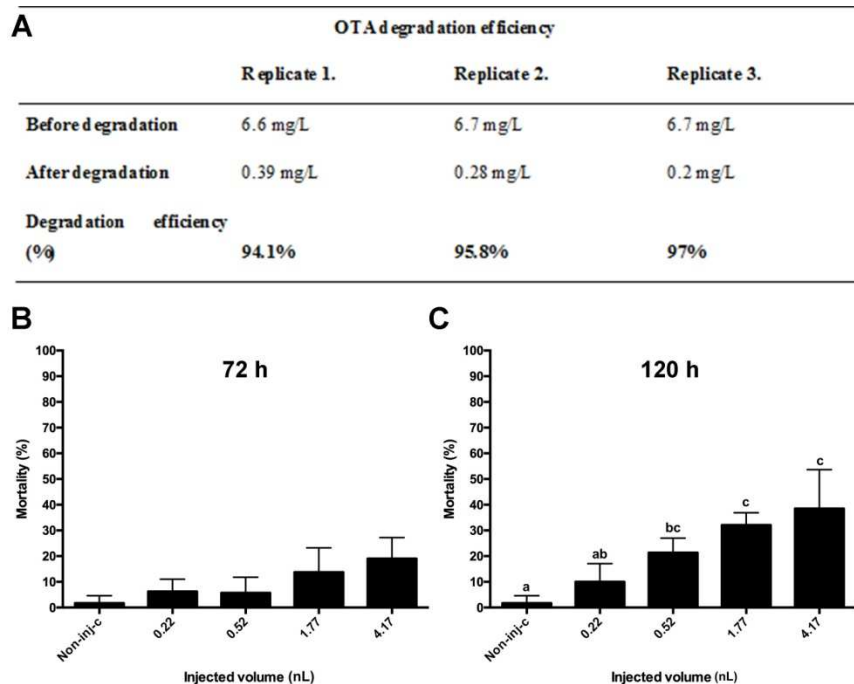 A
OTA degradation efficiency
Replicate 1. Replicate 2. Replicate 3.
Before degradation 6.6 mg/L 6.7 mg/L 6.7 mg/L
After degradation 0.39 mg/L 0.28 mg/L 0.2 mg/L
Degradation efficiency
(%) 94.1% 95.8% 97%
B
72 h
Mortality (%)
100
90
80
70
60
50
40
30
20
10
0
Non-inj-c 0.22 0.52 1.77 4.17
Injected volume (nL)
C
120 h
Mortality (%)
100
90
80
70
60
50
40
30
20
10
0
a ab bc c c
Non-inj-c 0.22 0.52 1.77 4.17
Injected volume (nL)